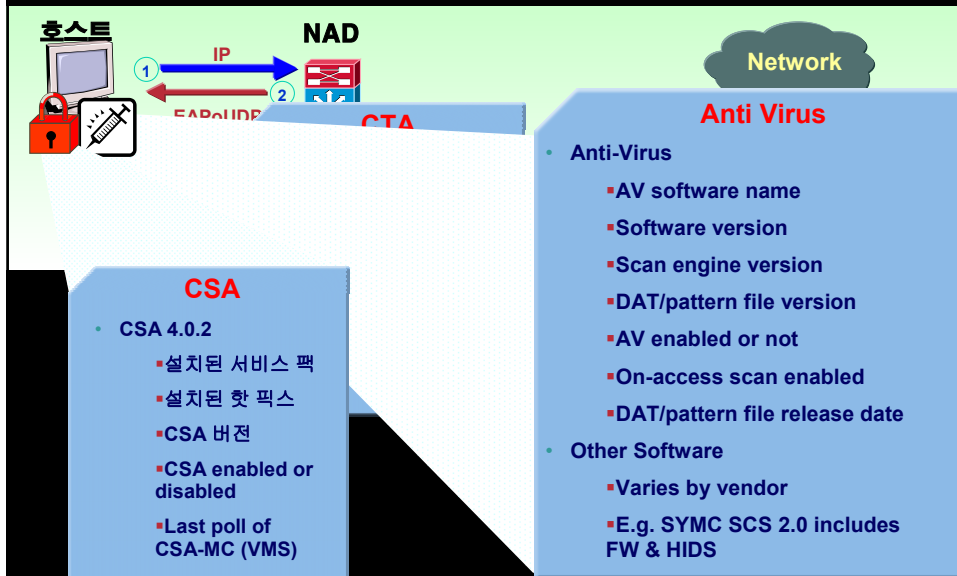 호스트
NAD
IP
1
2
EAPoUDP
Network
CTA
CSA
• CSA 4.0.2
▪설치된 서비스 팩
▪설치된 핫 픽스
▪CSA 버전
▪CSA enabled or
disabled
▪Last poll of
CSA-MC (VMS)
Anti Virus
• Anti-Virus
▪AV software name
▪Software version
▪Scan engine version
▪DAT/pattern file version
▪AV enabled or not
▪On-access scan enabled
▪DAT/pattern file release date
• Other Software
▪Varies by vendor
▪E.g. SYMC SCS 2.0 includes
FW & HIDS